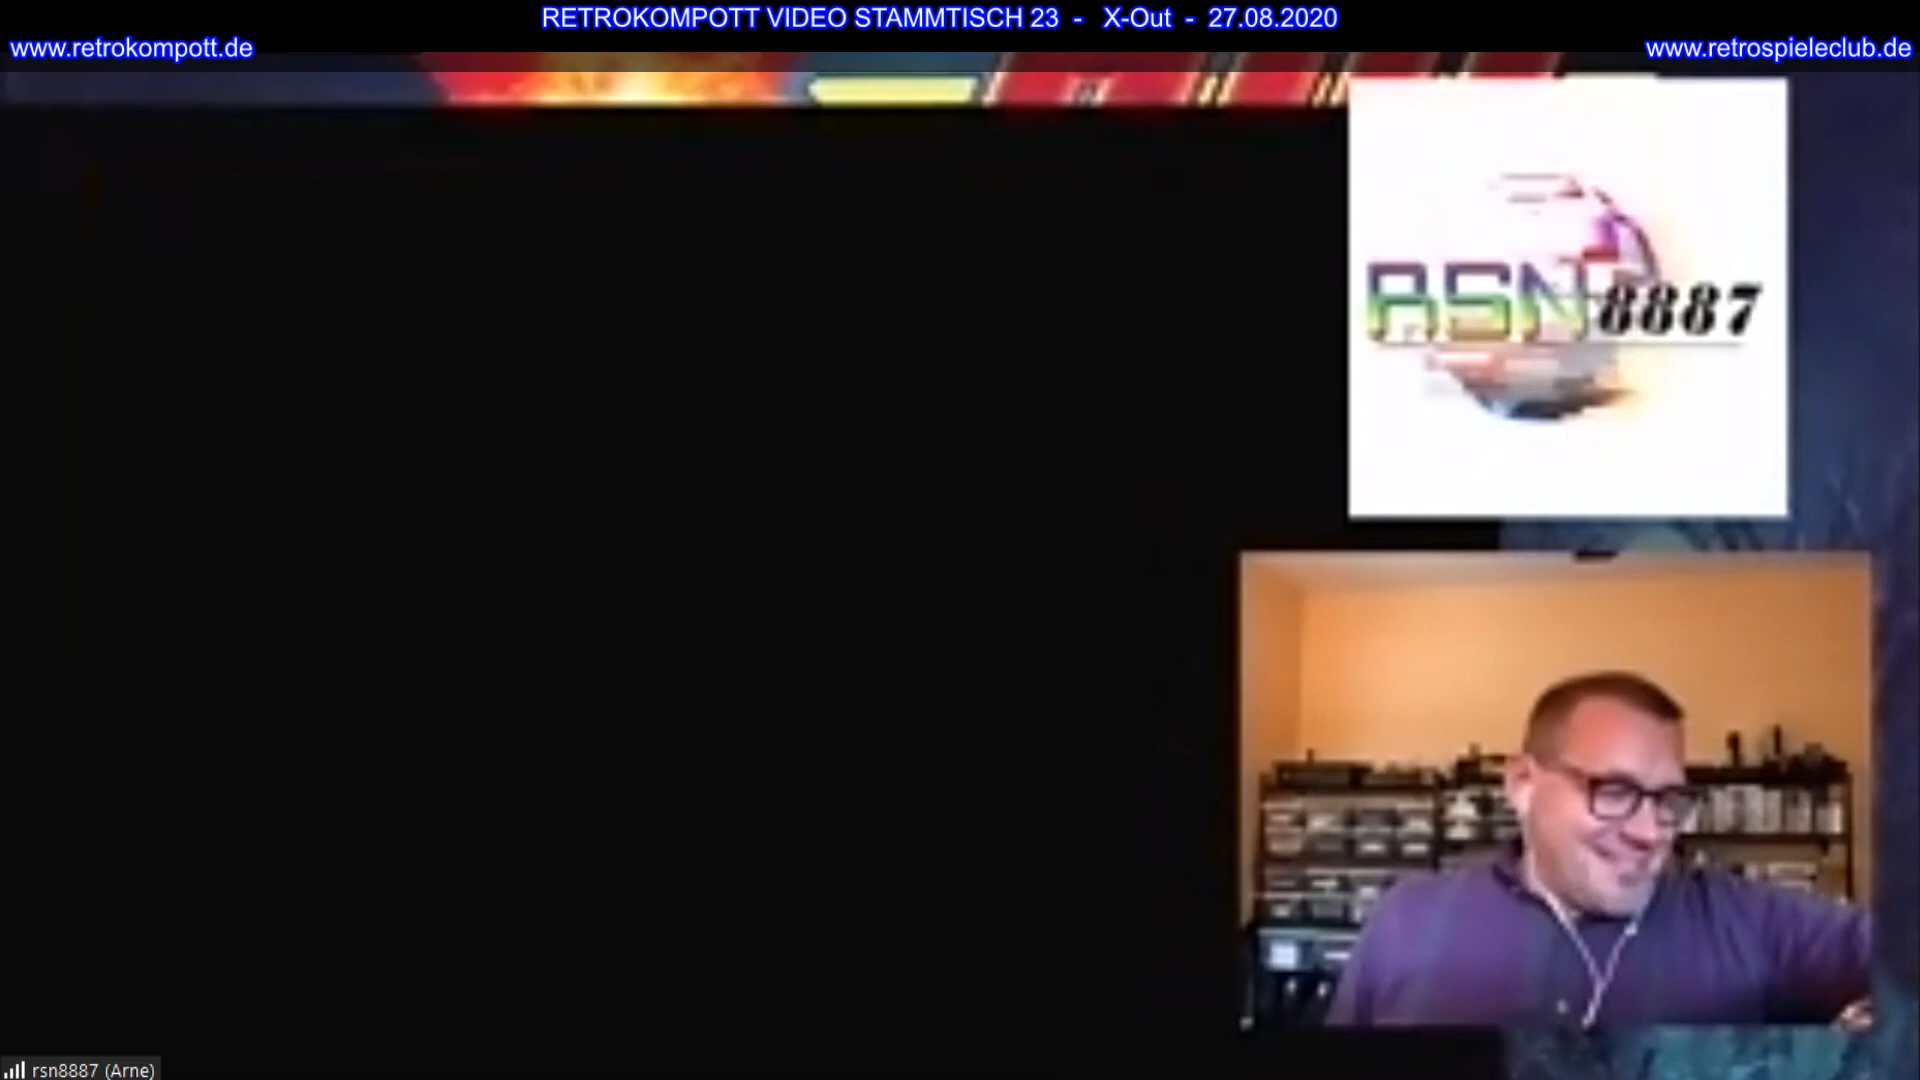 RETROKOMPOTT VIDEO STAMMTISCH 23 - X-Out - 27.08.2020
www.retrokompott.de
www.retrospieleclub.de
RSN8887
rsn8887 (Arne)